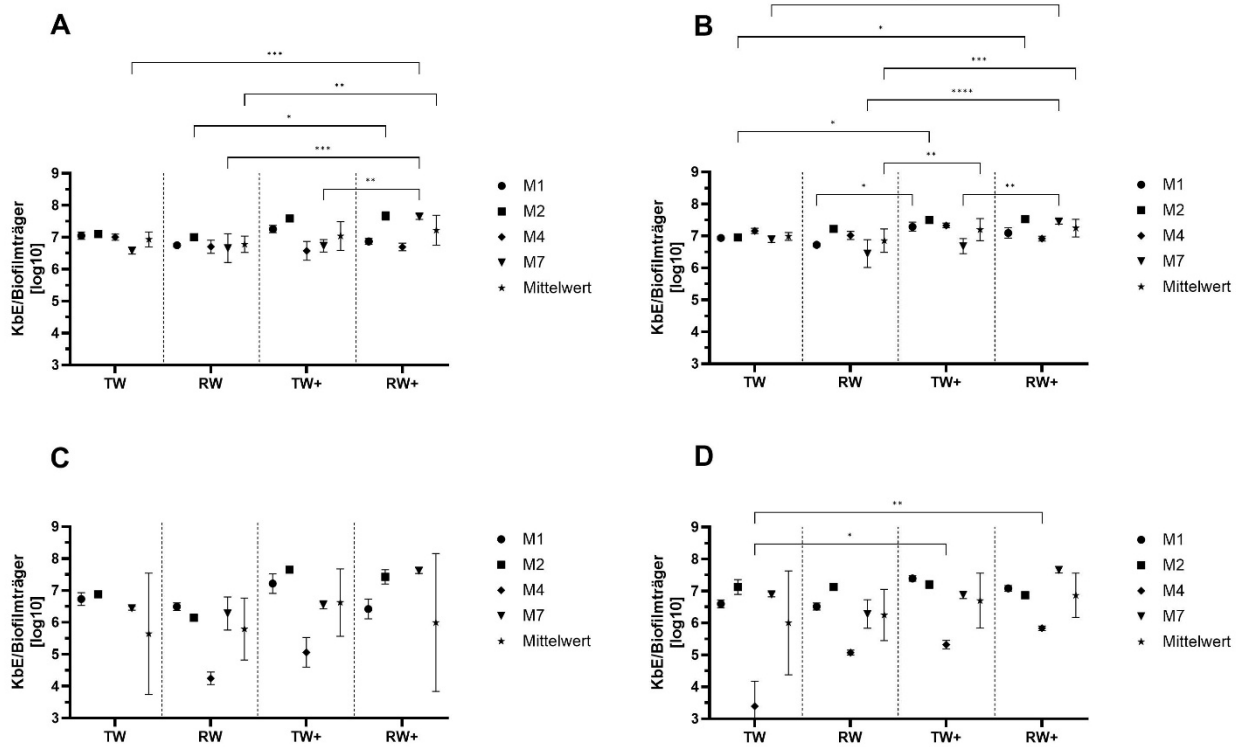 A
***
**
*
***
**
KbE/Biofilmträger
[log10]
9
8
7
6
5
4
3
TW
RW
TW+
RW+
M1
M2
M4
M7
Mittelwert
B
*
***
****
*
**
*
**
KbE/Biofilmträger
[log10]
9
8
7
6
5
4
3
TW
RW
TW+
RW+
M1
M2
M4
M7
Mittelwert
C
KbE/Biofilmträger
[log10]
9
8
7
6
5
4
3
TW
RW
TW+
RW+
M1
M2
M4
M7
Mittelwert
D
**
*
KbE/Biofilmträger
[log10]
9
8
7
6
5
4
3
TW
RW
TW+
RW+
M1
M2
M4
M7
Mittelwert